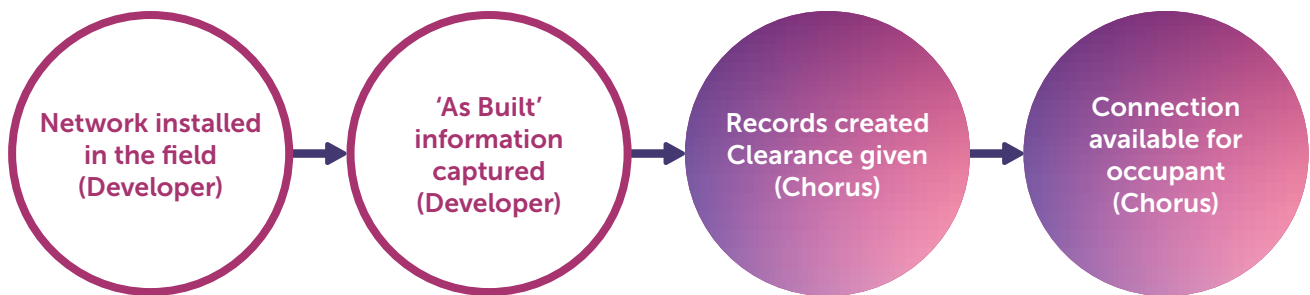 Network installed
in the field
(Developer)
‘As Built’
information
captured
(Developer)
Records created
Clearance given
(Chorus)
Connection
available for
occupant
(Chorus)